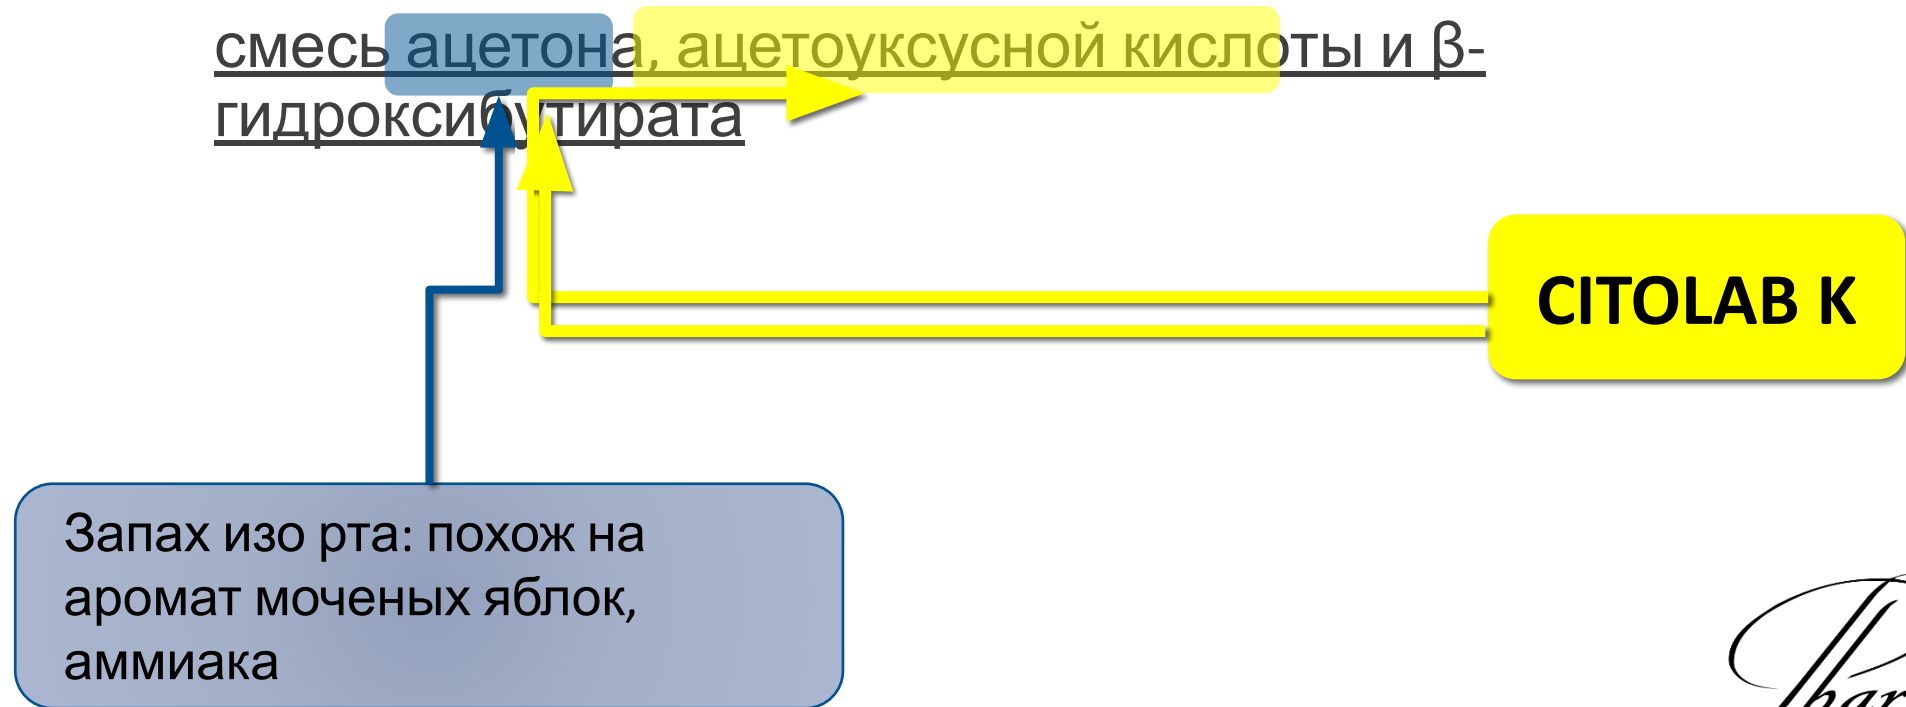 смесь ацетона, ацетоуксусной кислоты и β-
гидроксибутирата
CITOLAB K
Запах изо рта: похож на
аромат моченых яблок,
аммиака